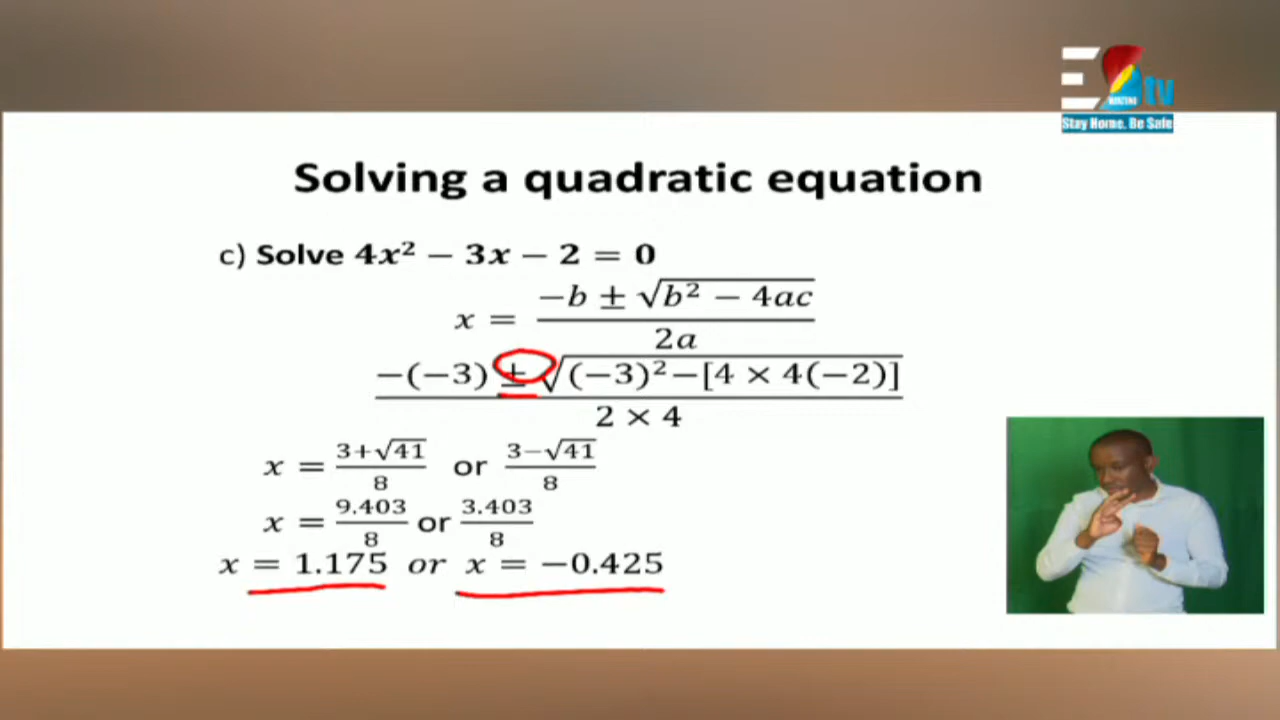 E tv
Stay Home. Be Safe
Solving a quadratic equation
c) Solve 4x² − 3x − 2 = 0
x = (−b ± √(b² − 4ac)) / 2a
(−(−3) ± √((−3)² −[4 × 4(−2)])) / (2 × 4)
x = (3+√41)/8 or (3−√41)/8
x = 9.403/8 or 3.403/8
x = 1.175 or x = −0.425